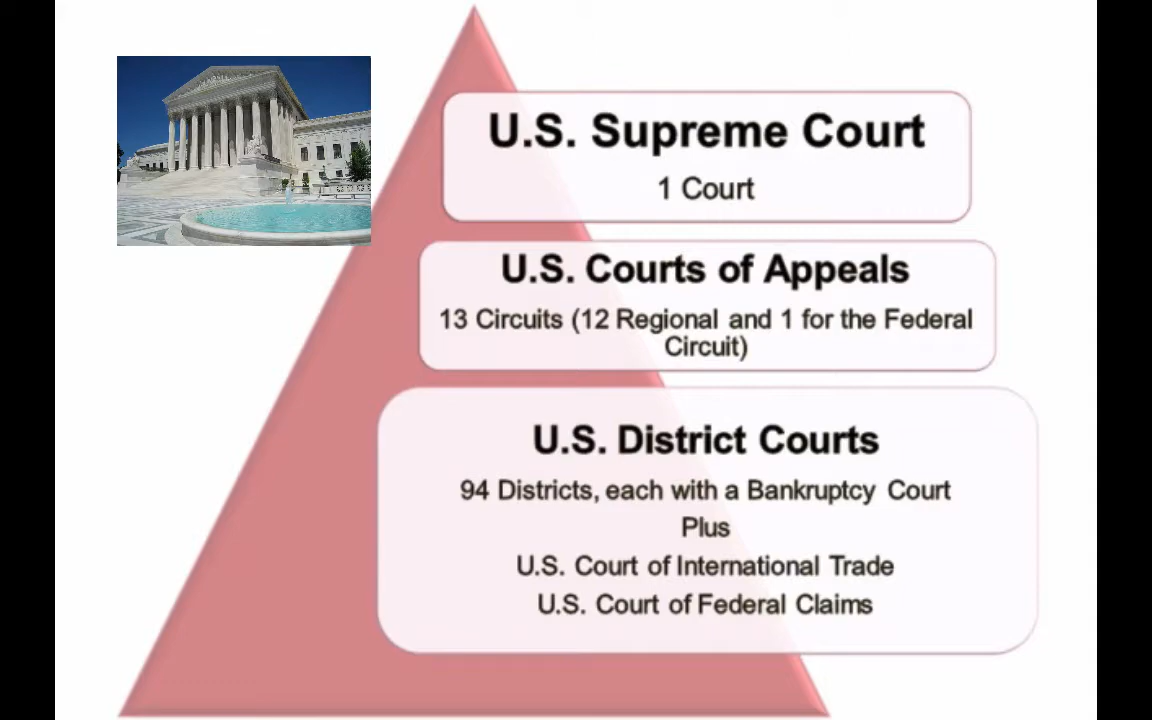 U.S. Supreme Court
1 Court
U.S. Courts of Appeals
13 Circuits (12 Regional and 1 for the Federal
Circuit)
U.S. District Courts
94 Districts, each with a Bankruptcy Court
Plus
U.S. Court of International Trade
U.S. Court of Federal Claims